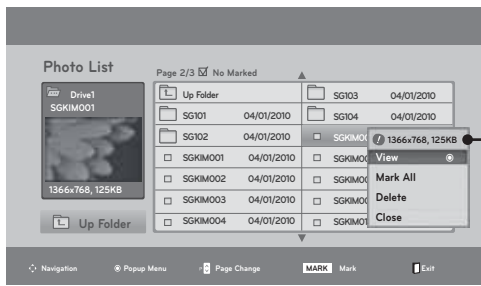 Photo List
Page 2/3 ☑ No Marked
Drive1
SGKIM001
1366x768, 125KB
Up Folder
Up Folder
SG101 04/01/2010
SG102 04/01/2010
SGKIM001 04/01/2010
SGKIM002 04/01/2010
SGKIM003 04/01/2010
SGKIM004 04/01/2010
SG103 04/01/2010
SG104 04/01/2010
1366x768, 125KB
View
Mark All
Delete
Close
Navigation
Popup Menu
Page Change
MARK Mark
Exit